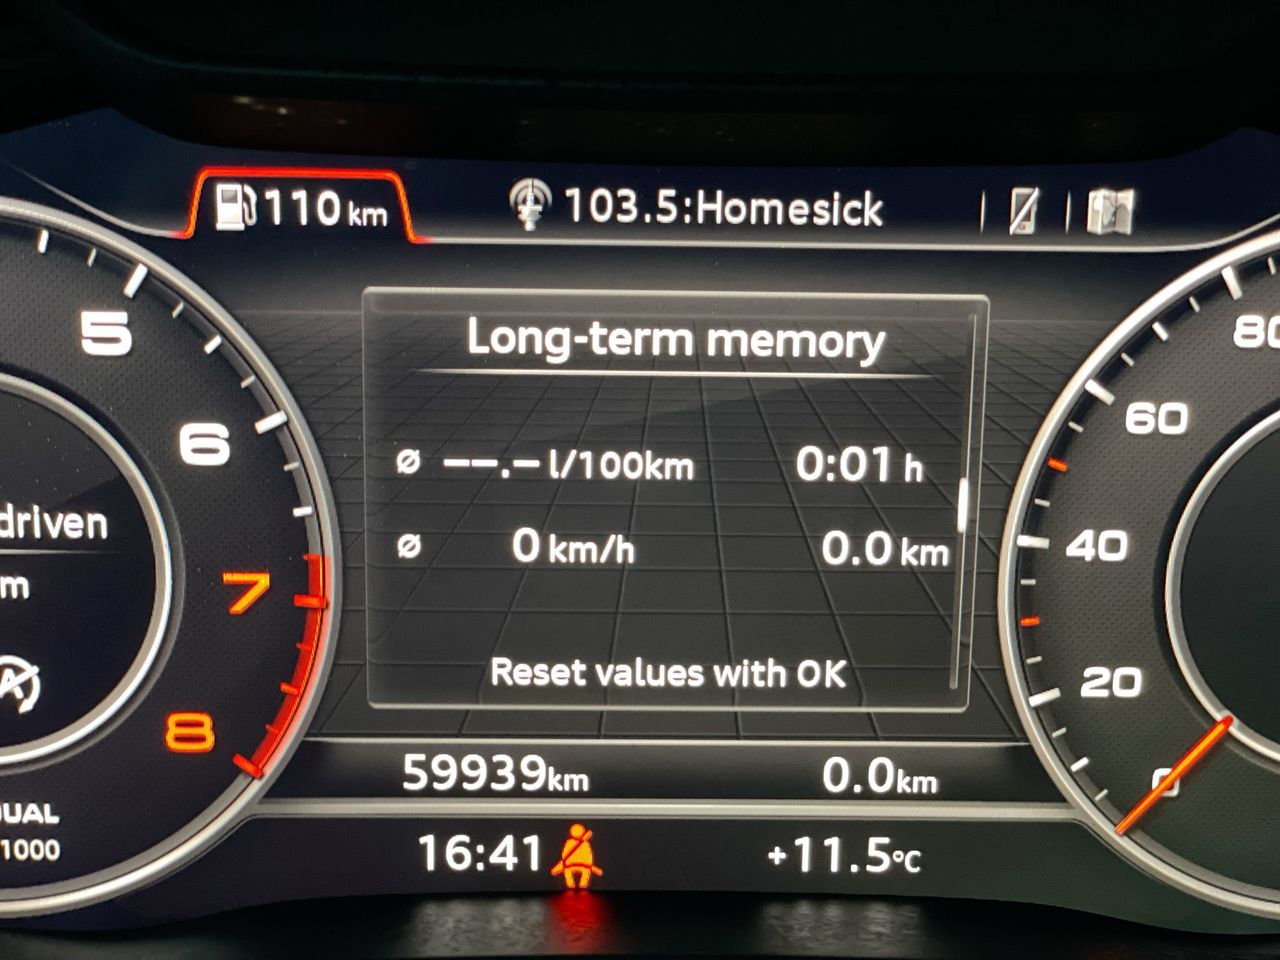 110 km
103.5:Homesick
Long-term memory
Ø --.- l/100km 0:01 h
Ø 0 km/h 0.0 km
Reset values with OK
59939km 0.0km
16:41 +11.5°C
5
6
7
8
driven
m
UAL
1000
80
60
40
20
0